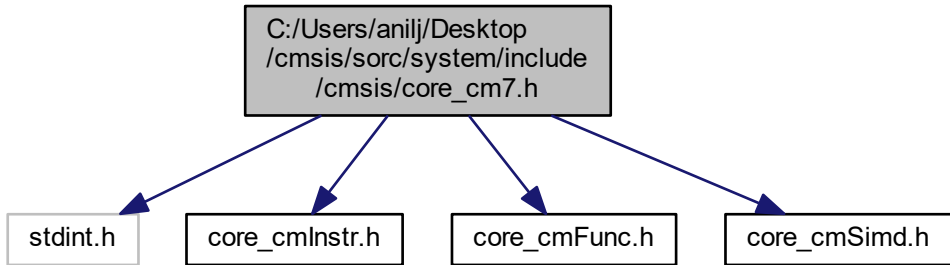 C:/Users/anilj/Desktop
/cmsis/sorc/system/include
/cmsis/core_cm7.h
stdint.h
core_cmInstr.h
core_cmFunc.h
core_cmSimd.h